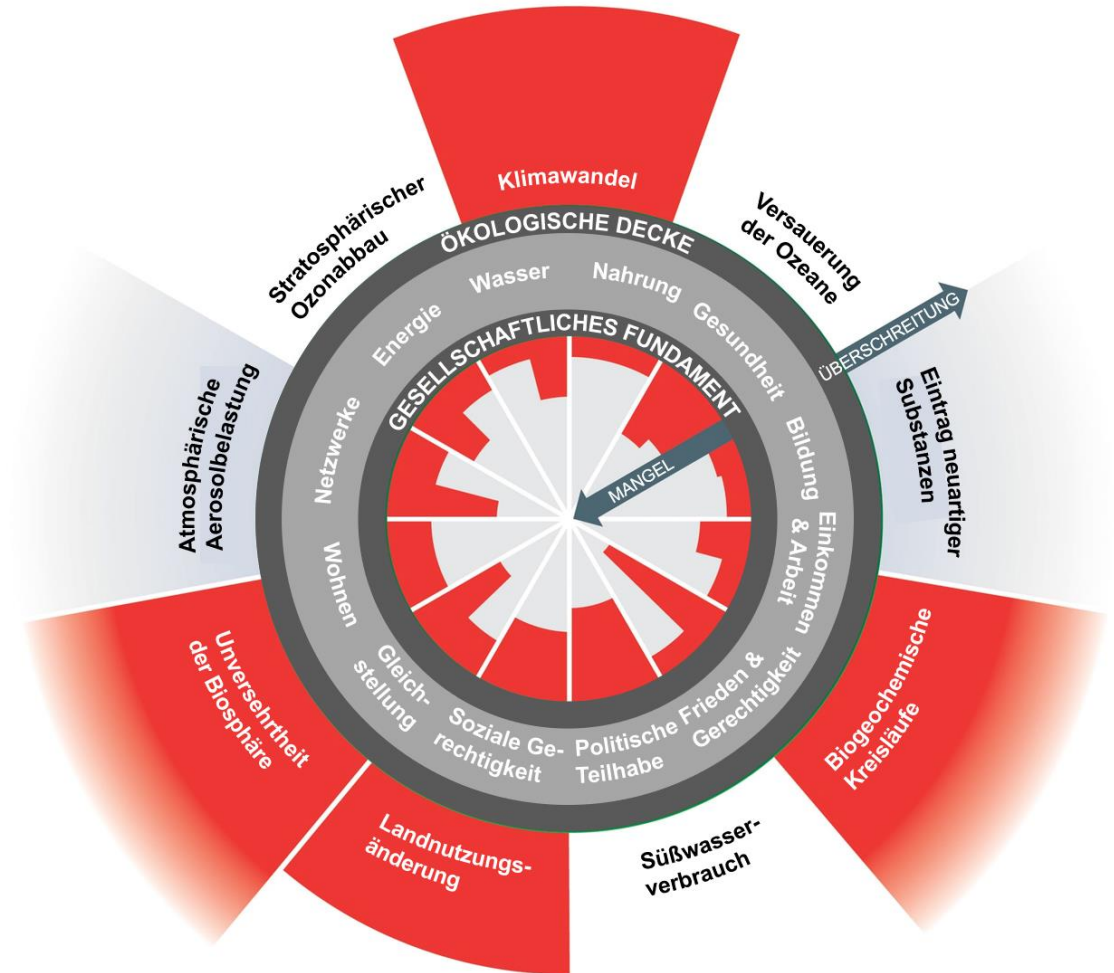 Klimawandel
Versauerung
der Ozeane
ÜBERSCHREITUNG
Eintrag neuartiger
Substanzen
Biogeochemische
Kreisläufe
Süßwasser-
verbrauch
Landnutzungs-
änderung
Unversehrtheit
der Biosphäre
Atmosphärische
Aerosolbelastung
Stratosphärischer
Ozonabbau
ÖKOLOGISCHE DECKE
Wasser
Nahrung
Gesundheit
Bildung
Einkommen
& Arbeit
Frieden &
Gerechtigkeit
Politische
Teilhabe
Soziale Ge-
rechtigkeit
Gleich-
stellung
Wohnen
Netzwerke
Energie
GESELLSCHAFTLICHES FUNDAMENT
MANGEL